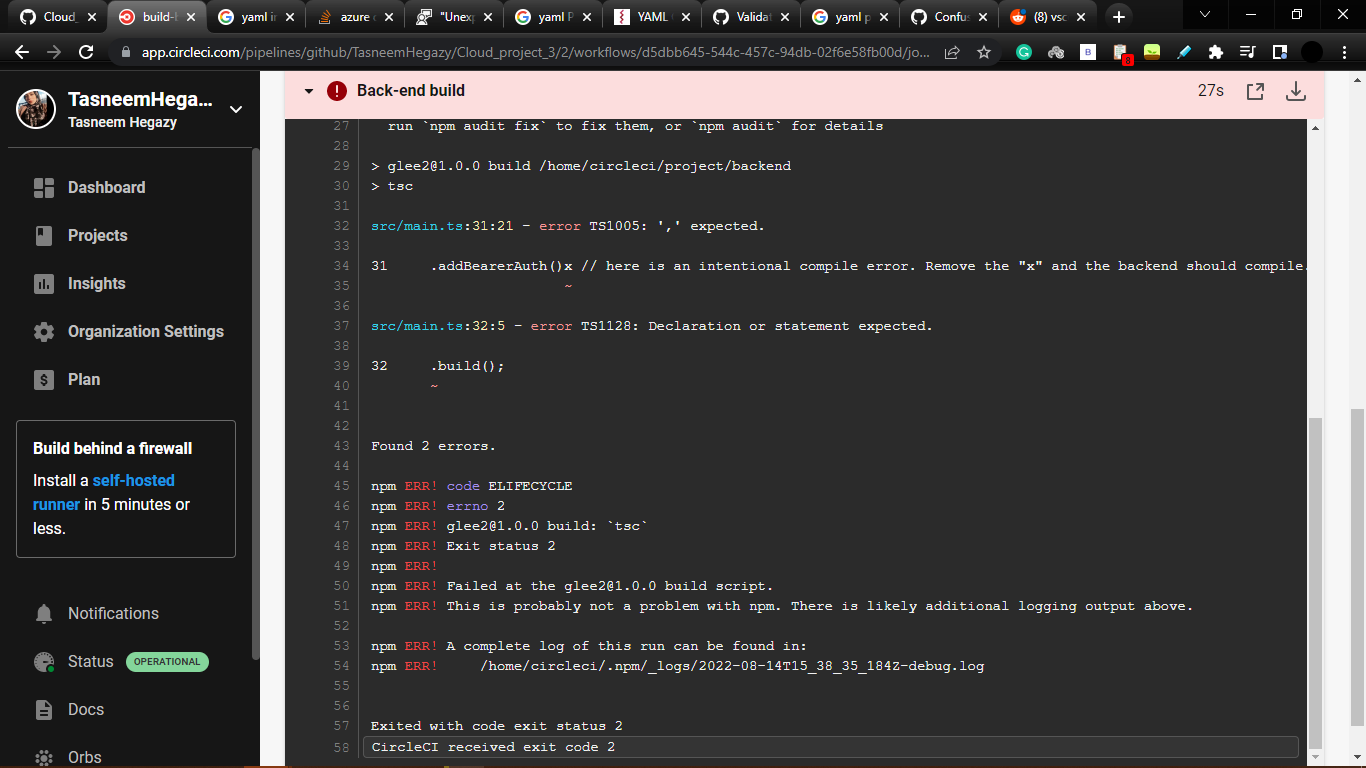 Cloud_
build-b
yaml in
azure c
"Unexp
yaml P
YAML
Validat
yaml p
Confus
(8) vsc
app.circleci.com/pipelines/github/TasneemHegazy/Cloud_project_3/2/workflows/d5dbb645-544c-457c-94db-02f6e58fb00d/jo...
8
TasneemHega...
Tasneem Hegazy
Dashboard
Projects
Insights
Organization Settings
Plan
Build behind a firewall
Install a self-hosted
runner in 5 minutes or
less.
Notifications
Status OPERATIONAL
Docs
Orbs
Back-end build 27s
27 run `npm audit fix` to fix them, or `npm audit` for details
28
29 > glee2@1.0.0 build /home/circleci/project/backend
30 > tsc
31
32 src/main.ts:31:21 - error TS1005: ',' expected.
33
34 31 .addBearerAuth()x // here is an intentional compile error. Remove the "x" and the backend should compile.
35 ~
36
37 src/main.ts:32:5 - error TS1128: Declaration or statement expected.
38
39 32 .build();
40 ~
41
42
43 Found 2 errors.
44
45 npm ERR! code ELIFECYCLE
46 npm ERR! errno 2
47 npm ERR! glee2@1.0.0 build: `tsc`
48 npm ERR! Exit status 2
49 npm ERR!
50 npm ERR! Failed at the glee2@1.0.0 build script.
51 npm ERR! This is probably not a problem with npm. There is likely additional logging output above.
52
53 npm ERR! A complete log of this run can be found in:
54 npm ERR! /home/circleci/.npm/_logs/2022-08-14T15_38_35_184Z-debug.log
55
56
57 Exited with code exit status 2
58 CircleCI received exit code 2